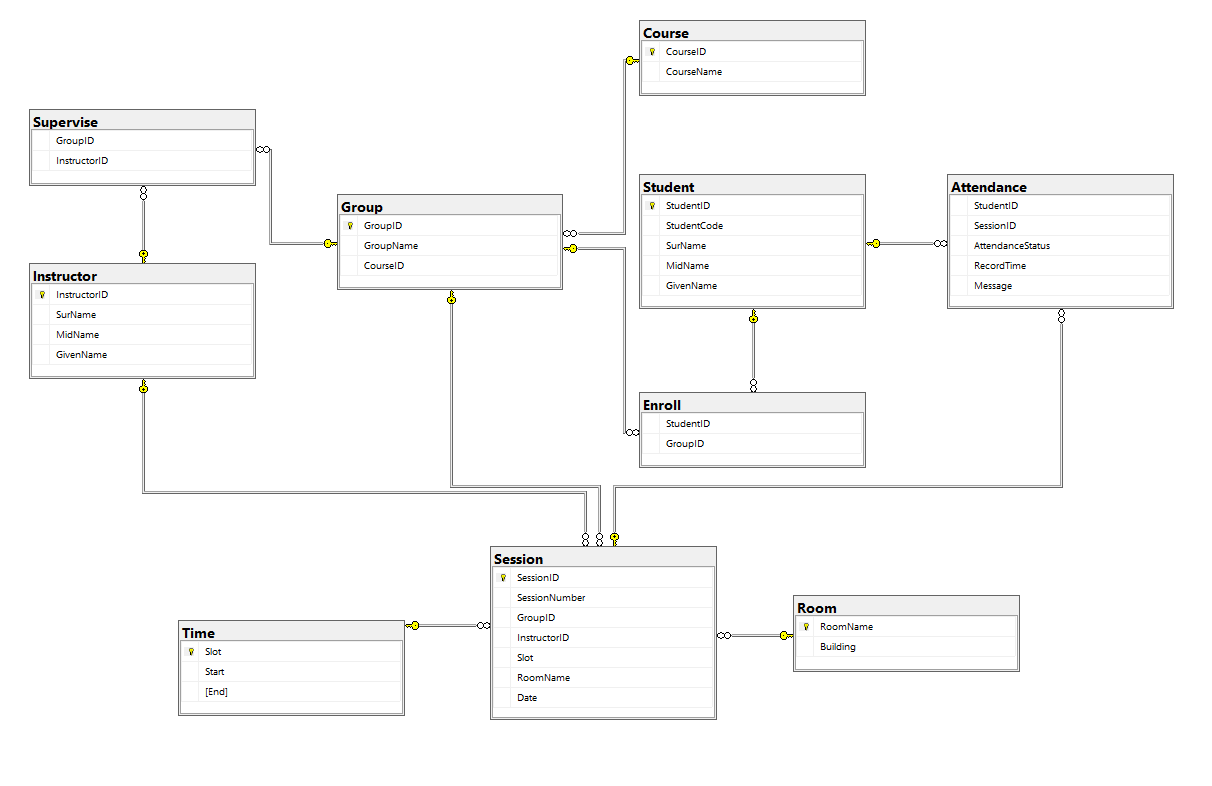 Course
CourseID
CourseName
Supervise
GroupID
InstructorID
Group
GroupID
GroupName
CourseID
Student
StudentID
StudentCode
SurName
MidName
GivenName
Attendance
StudentID
SessionID
AttendanceStatus
RecordTime
Message
Instructor
InstructorID
SurName
MidName
GivenName
Enroll
StudentID
GroupID
Session
SessionID
SessionNumber
GroupID
InstructorID
Slot
RoomName
Date
Time
Slot
Start
[End]
Room
RoomName
Building